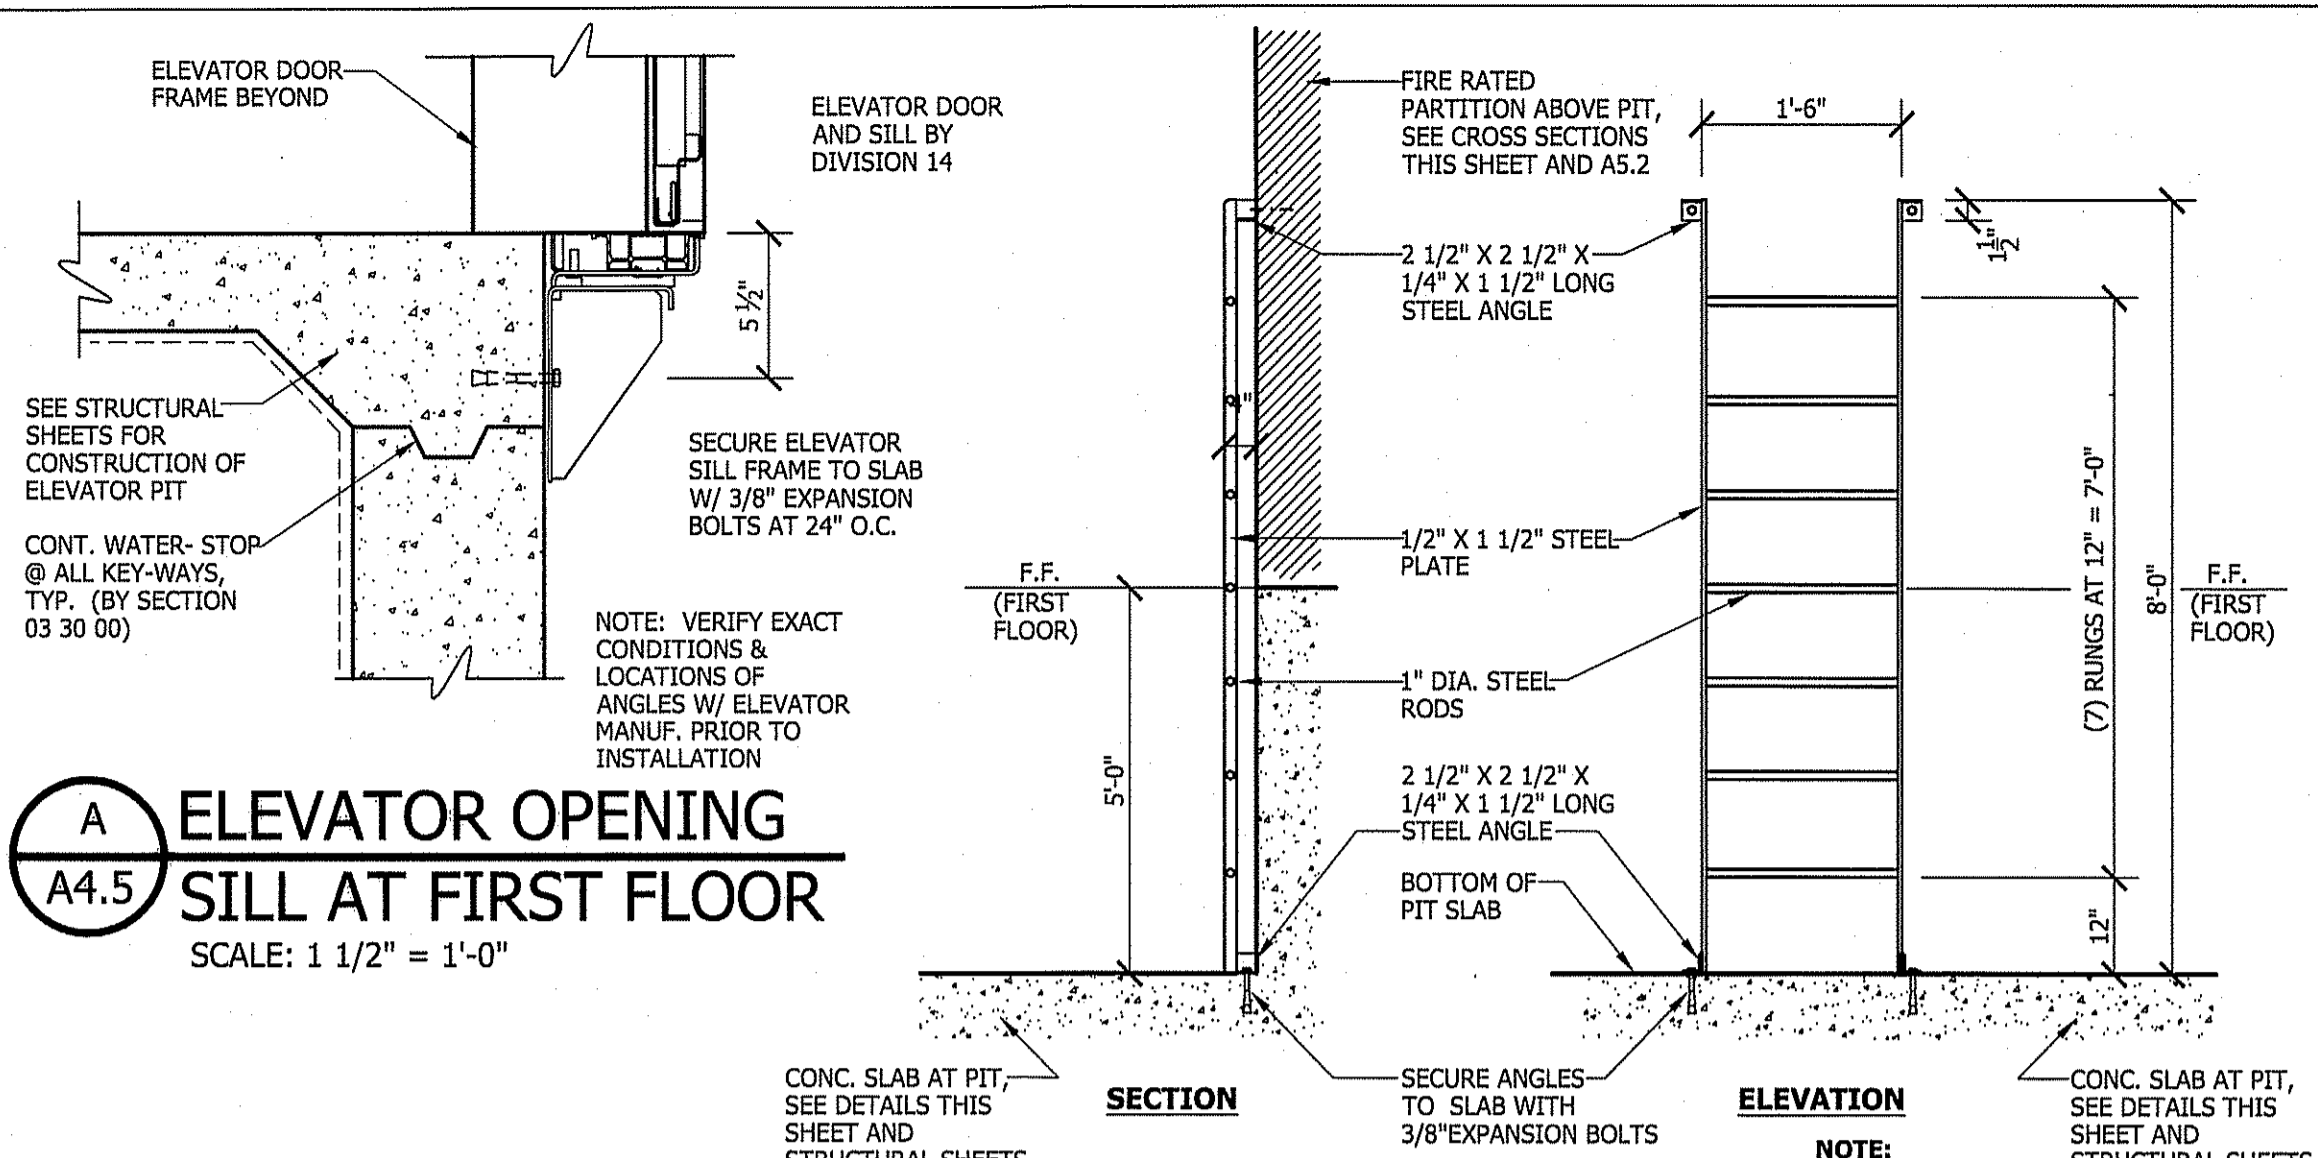 ELEVATOR DOOR
FRAME BEYOND
ELEVATOR DOOR
AND SILL BY
DIVISION 14
5 1/2"
SEE STRUCTURAL
SHEETS FOR
CONSTRUCTION OF
ELEVATOR PIT
CONT. WATER- STOP
@ ALL KEY-WAYS,
TYP. (BY SECTION
03 30 00)
SECURE ELEVATOR
SILL FRAME TO SLAB
W/ 3/8" EXPANSION
BOLTS AT 24" O.C.
NOTE: VERIFY EXACT
CONDITIONS &
LOCATIONS OF
ANGLES W/ ELEVATOR
MANUF. PRIOR TO
INSTALLATION
A
A4.5
ELEVATOR OPENING
SILL AT FIRST FLOOR
SCALE: 1 1/2" = 1'-0"
FIRE RATED
PARTITION ABOVE PIT,
SEE CROSS SECTIONS
THIS SHEET AND A5.2
2 1/2" X 2 1/2" X
1/4" X 1 1/2" LONG
STEEL ANGLE
4"
1/2" X 1 1/2" STEEL
PLATE
F.F.
(FIRST
FLOOR)
5'-0"
1" DIA. STEEL
RODS
2 1/2" X 2 1/2" X
1/4" X 1 1/2" LONG
STEEL ANGLE
BOTTOM OF
PIT SLAB
CONC. SLAB AT PIT,
SEE DETAILS THIS
SHEET AND
STRUCTURAL SHEETS
SECTION
SECURE ANGLES
TO SLAB WITH
3/8"EXPANSION BOLTS
1'-6"
1 1/2"
(7) RUNGS AT 12" = 7'-0"
8'-0"
F.F.
(FIRST
FLOOR)
12"
ELEVATION
NOTE:
CONC. SLAB AT PIT,
SEE DETAILS THIS
SHEET AND
STRUCTURAL SHEETS